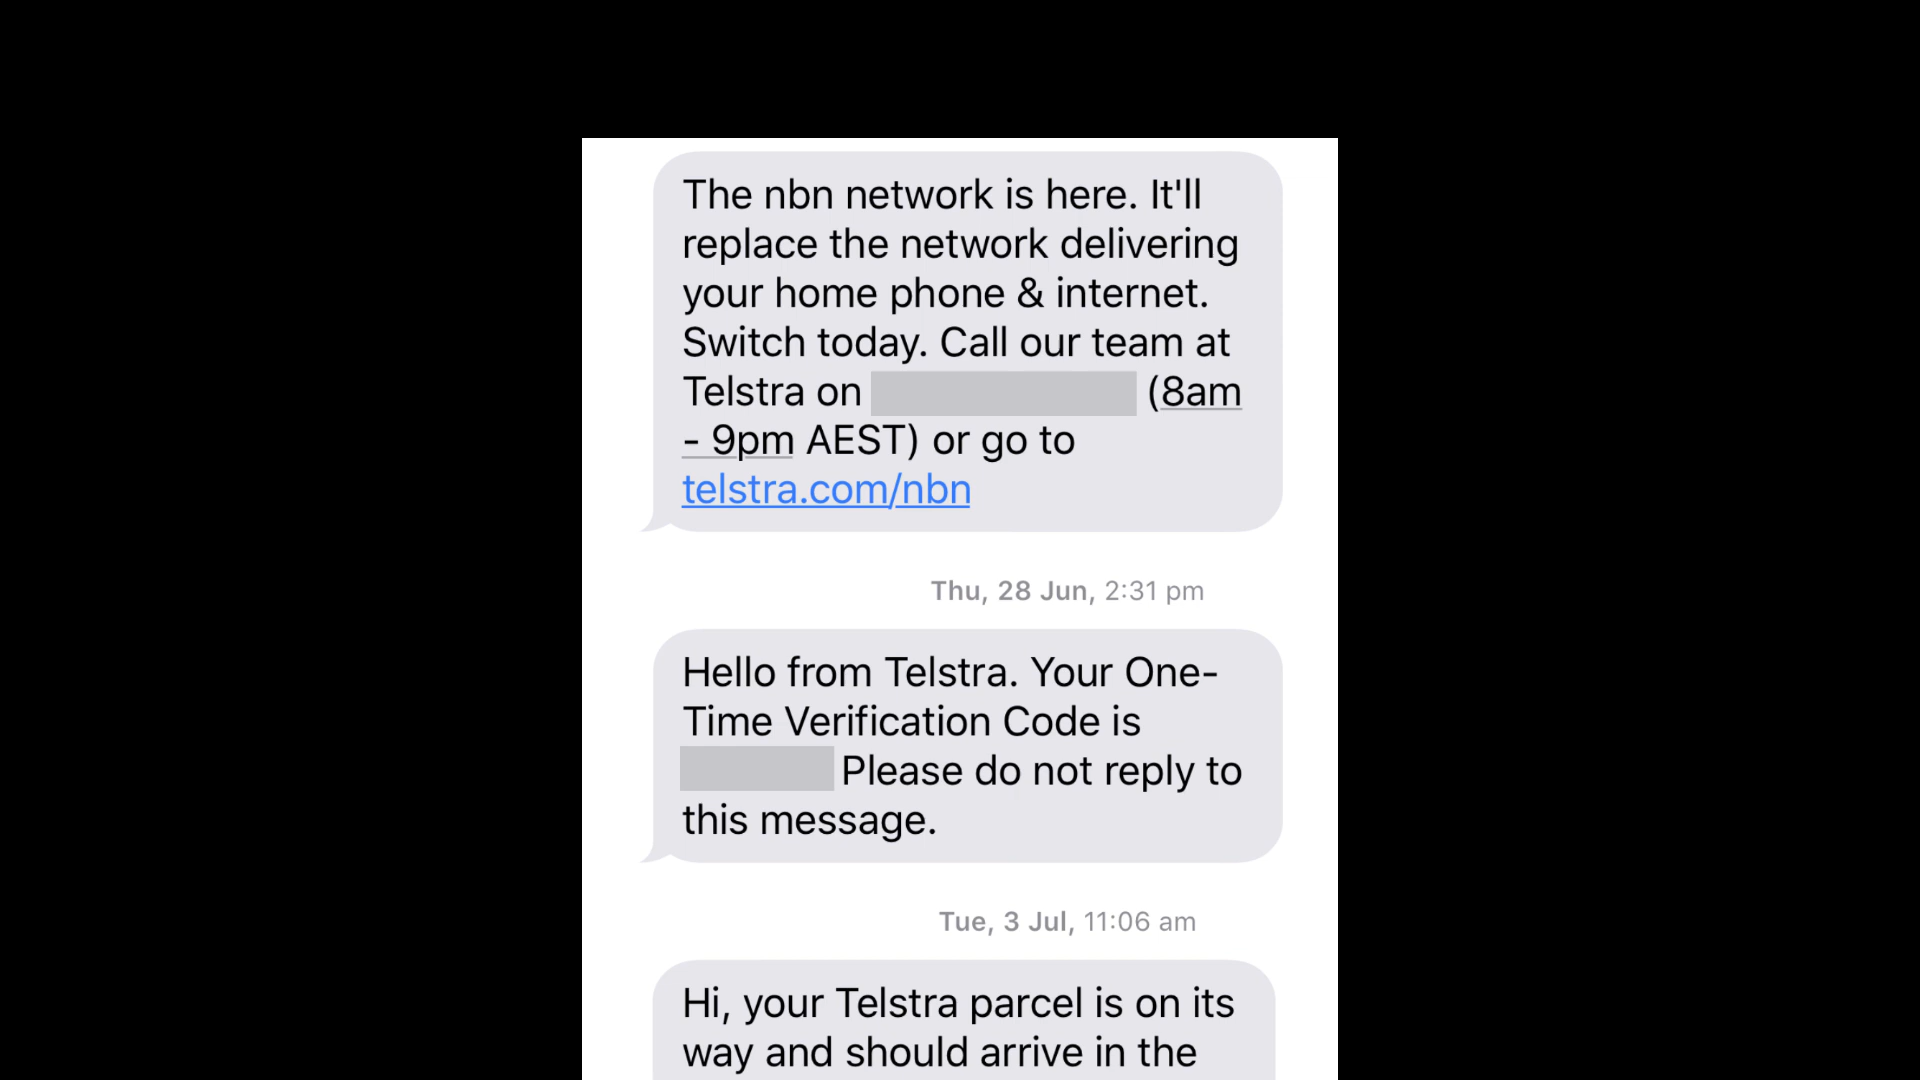 The nbn network is here. It'll
replace the network delivering
your home phone & internet.
Switch today. Call our team at
Telstra on (8am
- 9pm AEST) or go to
telstra.com/nbn
Thu, 28 Jun, 2:31 pm
Hello from Telstra. Your One-
Time Verification Code is
Please do not reply to
this message.
Tue, 3 Jul, 11:06 am
Hi, your Telstra parcel is on its
way and should arrive in the